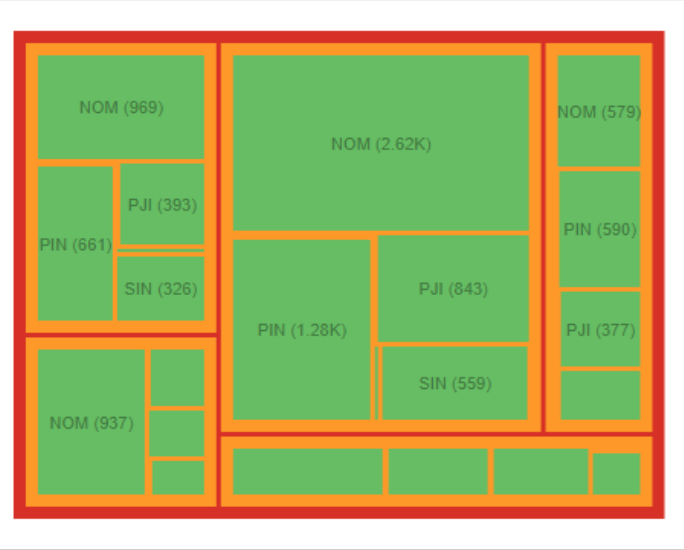 NOM (969)
PIN (661)
PJI (393)
SIN (326)
NOM (937)
NOM (2.62K)
PIN (1.28K)
PJI (843)
SIN (559)
NOM (579)
PIN (590)
PJI (377)